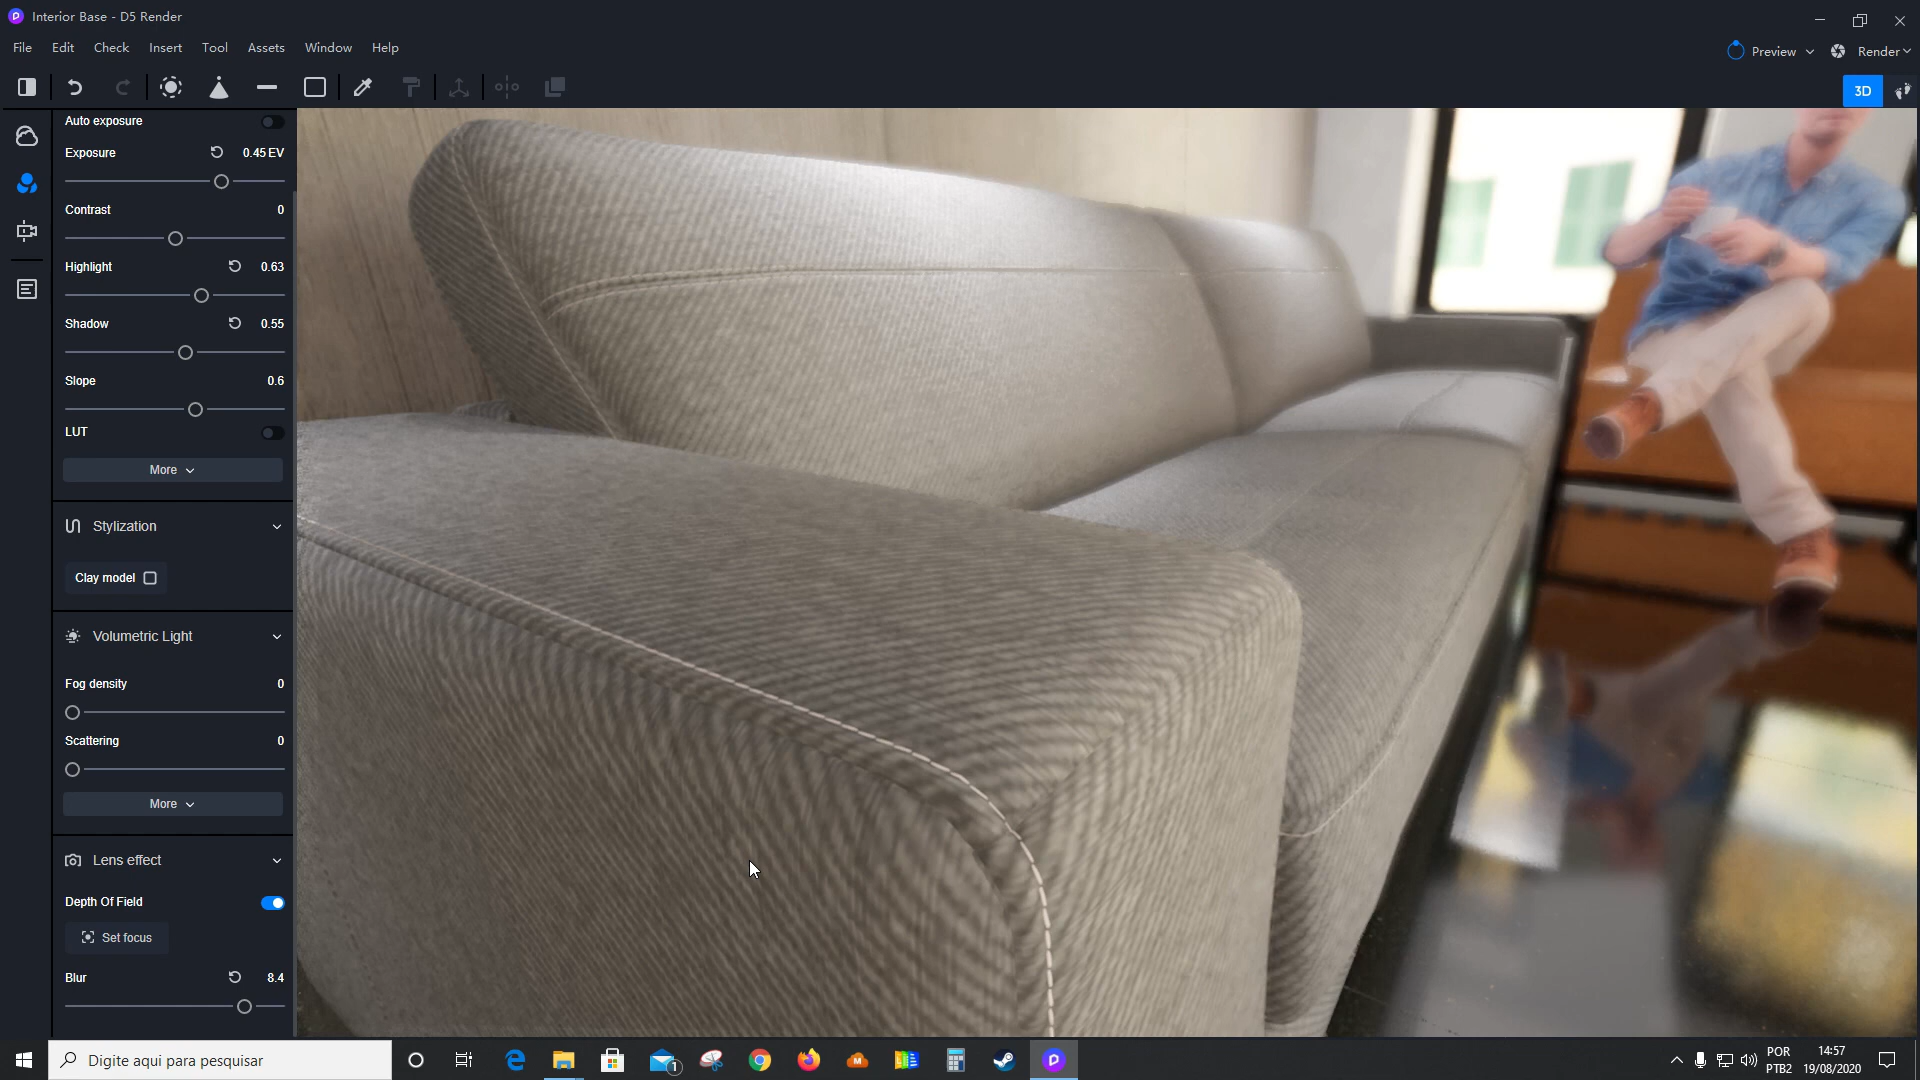 Interior Base - D5 Render
File Edit Check Insert Tool Assets Window Help
Preview Render
3D
Auto exposure
Exposure 0.45 EV
Contrast 0
Highlight 0.63
Shadow 0.55
Slope 0.6
LUT
More
Stylization
Clay model
Volumetric Light
Fog density 0
Scattering 0
More
Lens effect
Depth Of Field
Set focus
Blur 8.4
Digite aqui para pesquisar
1
POR
PTB2
14:57
19/08/2020